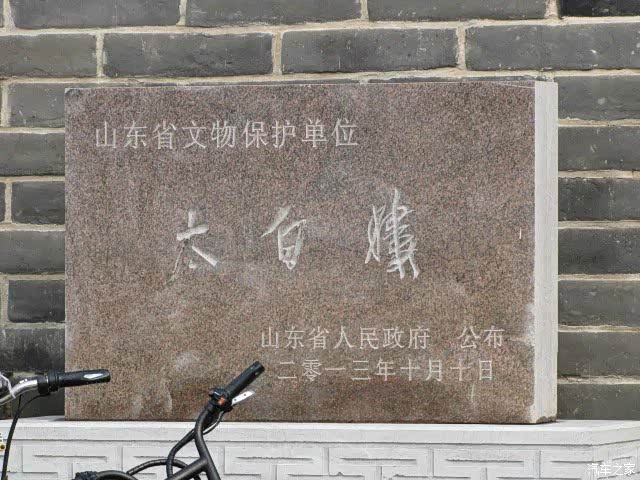 山东省文物保护单位
太白楼
山东省人民政府 公布
二零一三年十月十日
汽车之家